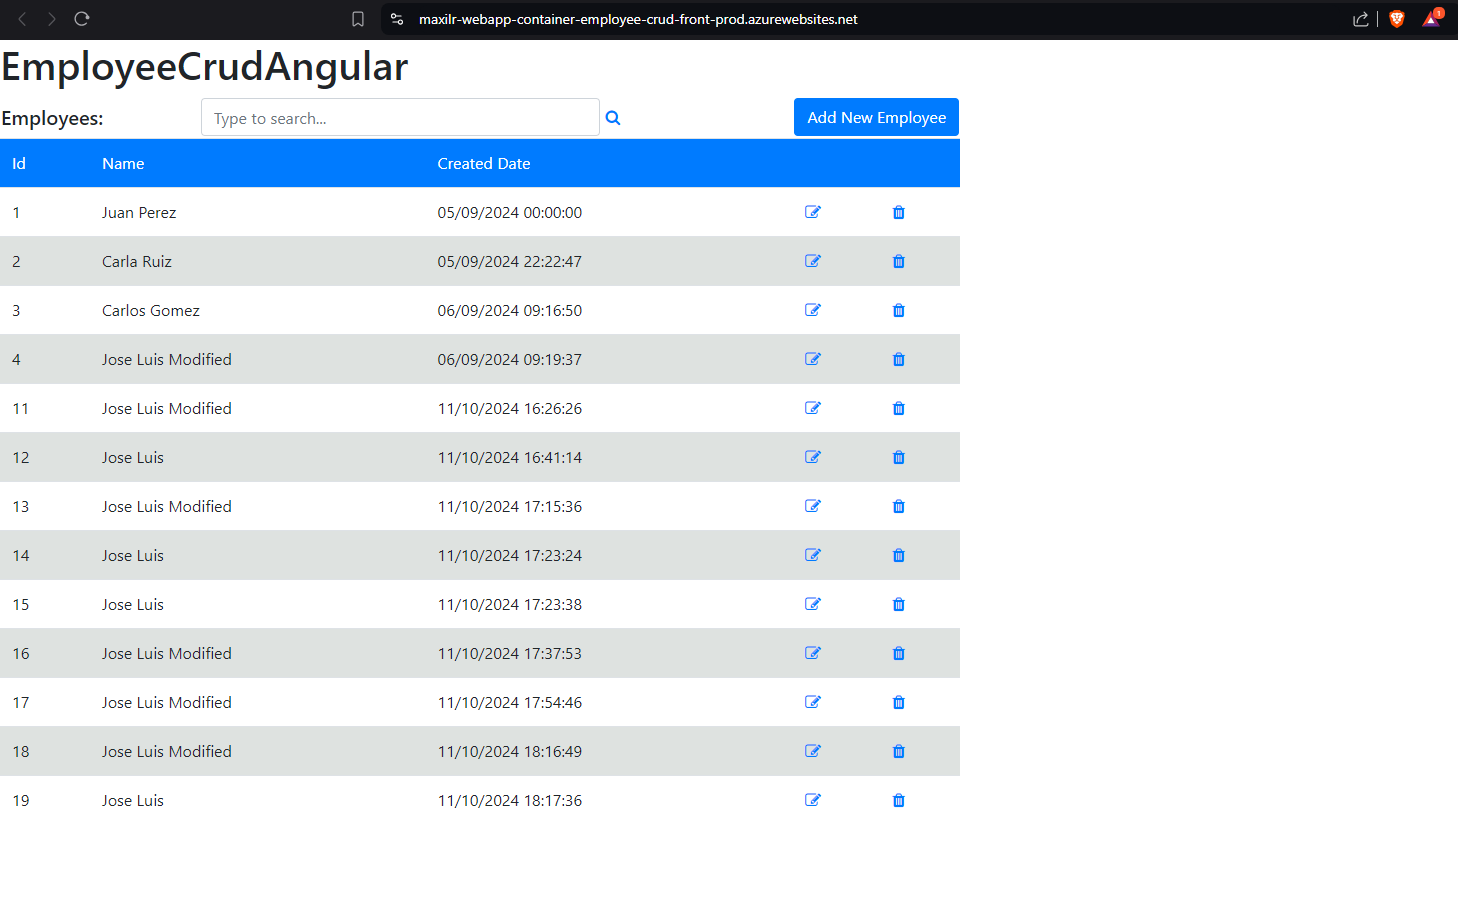 maxilr-webapp-container-employee-crud-front-prod.azurewebsites.net
1
EmployeeCrudAngular
Employees: Type to search... Add New Employee
Id Name Created Date
1 Juan Perez 05/09/2024 00:00:00
2 Carla Ruiz 05/09/2024 22:22:47
3 Carlos Gomez 06/09/2024 09:16:50
4 Jose Luis Modified 06/09/2024 09:19:37
11 Jose Luis Modified 11/10/2024 16:26:26
12 Jose Luis 11/10/2024 16:41:14
13 Jose Luis Modified 11/10/2024 17:15:36
14 Jose Luis 11/10/2024 17:23:24
15 Jose Luis 11/10/2024 17:23:38
16 Jose Luis Modified 11/10/2024 17:37:53
17 Jose Luis Modified 11/10/2024 17:54:46
18 Jose Luis Modified 11/10/2024 18:16:49
19 Jose Luis 11/10/2024 18:17:36